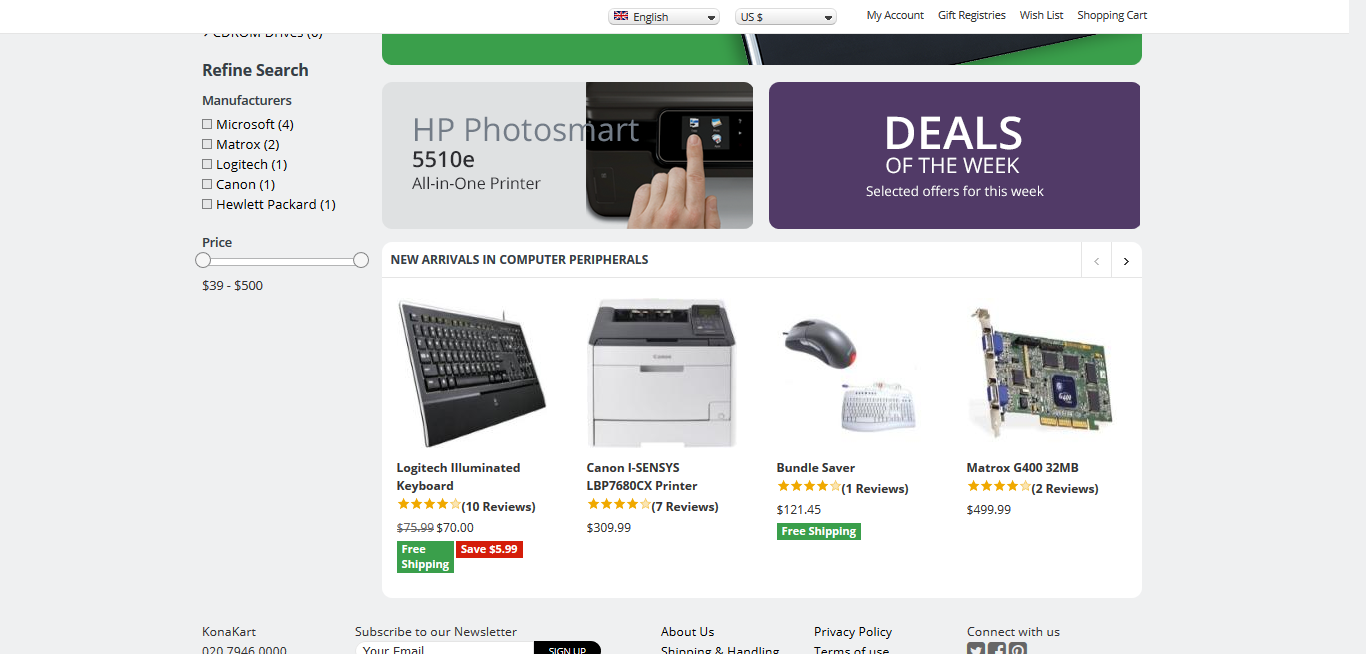 English
US $
My Account
Gift Registries
Wish List
Shopping Cart
Refine Search
Manufacturers
Microsoft (4)
Matrox (2)
Logitech (1)
Canon (1)
Hewlett Packard (1)
Price
$39 - $500
HP Photosmart
5510e
All-in-One Printer
DEALS
OF THE WEEK
Selected offers for this week
NEW ARRIVALS IN COMPUTER PERIPHERALS
Canon
G400
Logitech Illuminated
Keyboard
(10 Reviews)
$75.99 $70.00
Free
Shipping
Save $5.99
Canon I-SENSYS
LBP7680CX Printer
(7 Reviews)
$309.99
Bundle Saver
(1 Reviews)
$121.45
Free Shipping
Matrox G400 32MB
(2 Reviews)
$499.99
KonaKart
020 7946 0000
Subscribe to our Newsletter
Your Email
SIGN UP
About Us
Shipping & Handling
Privacy Policy
Terms of use
Connect with us